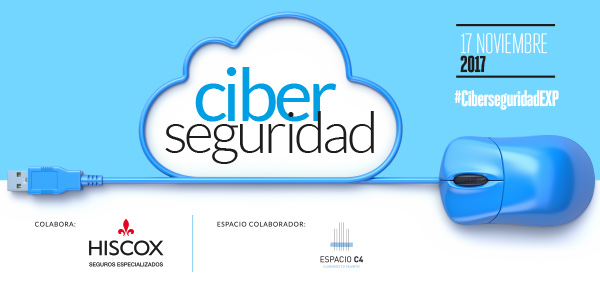 ciber
seguridad
17 NOVIEMBRE
2017
#CiberseguridadEXP
COLABORA:
HISCOX
SEGUROS ESPECIALIZADOS
ESPACIO COLABORADOR:
ESPACIO C4